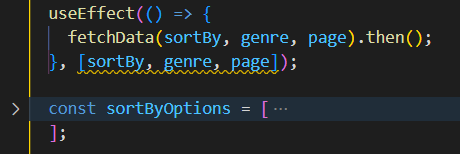 useEffect(() => {
fetchData(sortBy, genre, page).then();
}, [sortBy, genre, page]);
const sortByOptions = [ ···
];